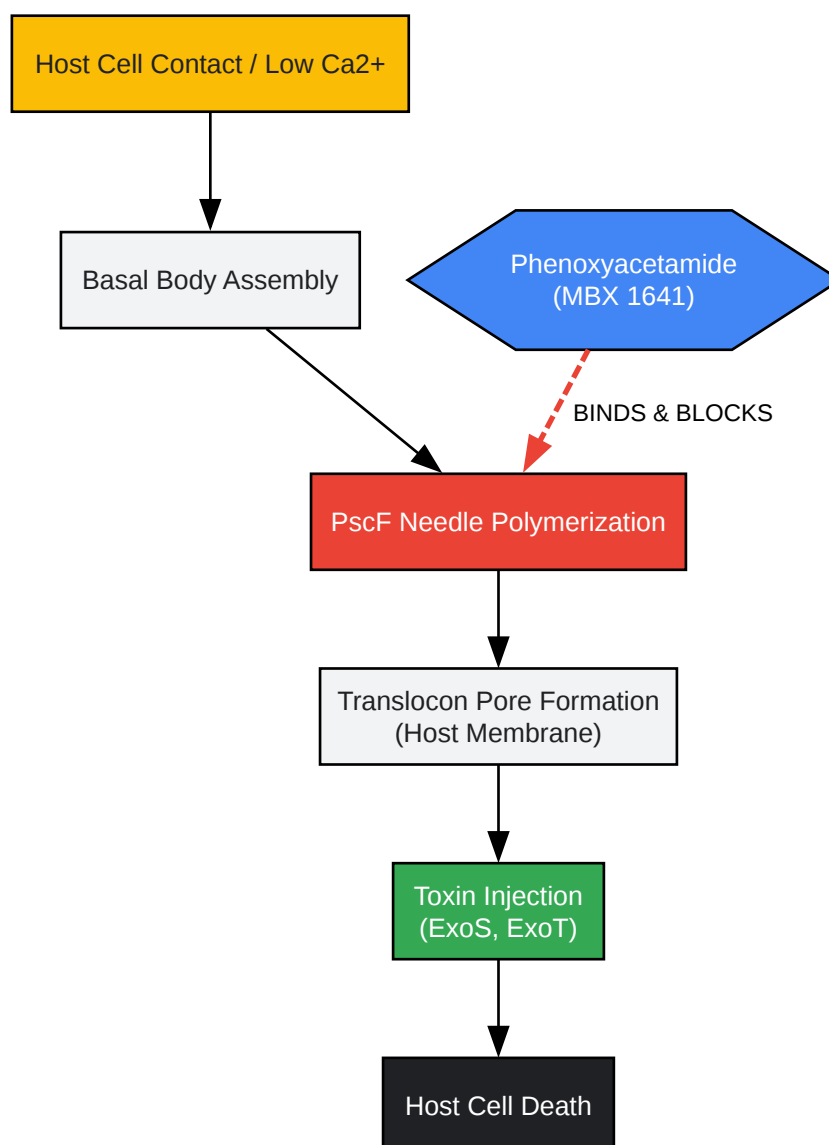 Host Cell Contact / Low Ca2+
Basal Body Assembly
Phenoxyacetamide
(MBX 1641)
BINDS & BLOCKS
PscF Needle Polymerization
Translocon Pore Formation
(Host Membrane)
Toxin Injection
(ExoS, ExoT)
Host Cell Death